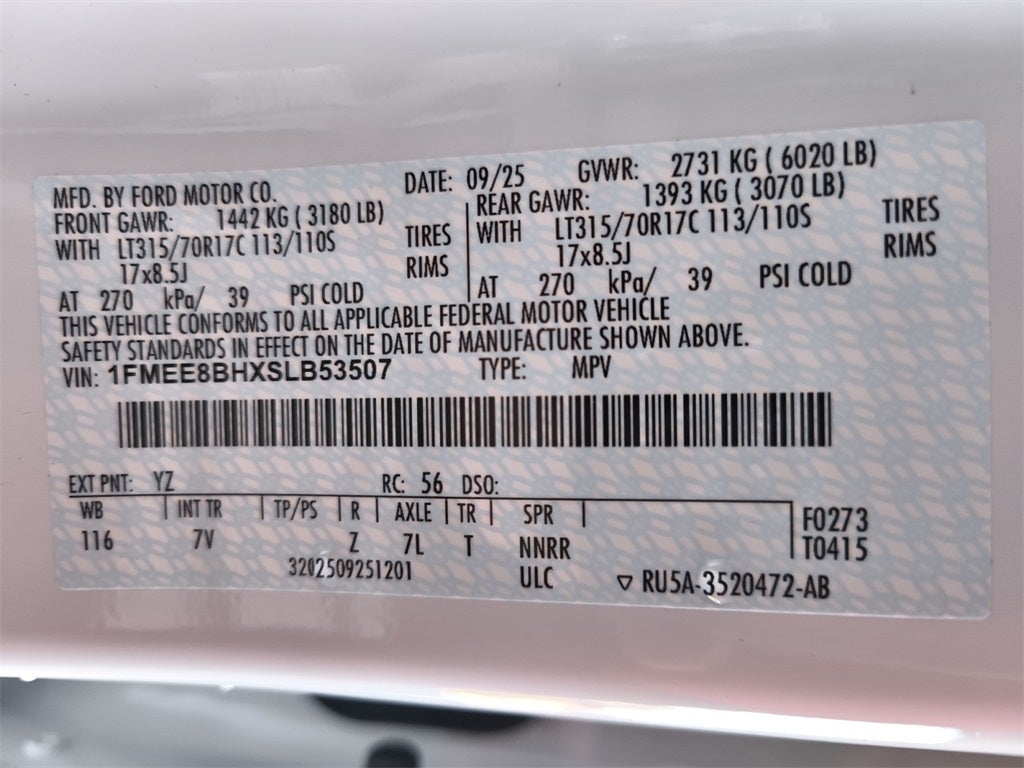 MFD. BY FORD MOTOR CO. DATE: 09/25 GVWR: 2731 KG ( 6020 LB)
FRONT GAWR: 1442 KG ( 3180 LB) REAR GAWR: 1393 KG ( 3070 LB)
WITH LT315/70R17C 113/110S TIRES WITH LT315/70R17C 113/110S TIRES
17x8.5J RIMS 17x8.5J RIMS
AT 270 kPa/ 39 PSI COLD AT 270 kPa/ 39 PSI COLD
THIS VEHICLE CONFORMS TO ALL APPLICABLE FEDERAL MOTOR VEHICLE
SAFETY STANDARDS IN EFFECT ON THE DATE OF MANUFACTURE SHOWN ABOVE.
VIN: 1FMEE8BHXSLB53507 TYPE: MPV
EXT PNT: YZ RC: 56 DSO:
WB INT TR TP/PS R AXLE TR SPR F0273
116 7V Z 7L T NNRR T0415
3202509251201 ULC RU5A-3520472-AB